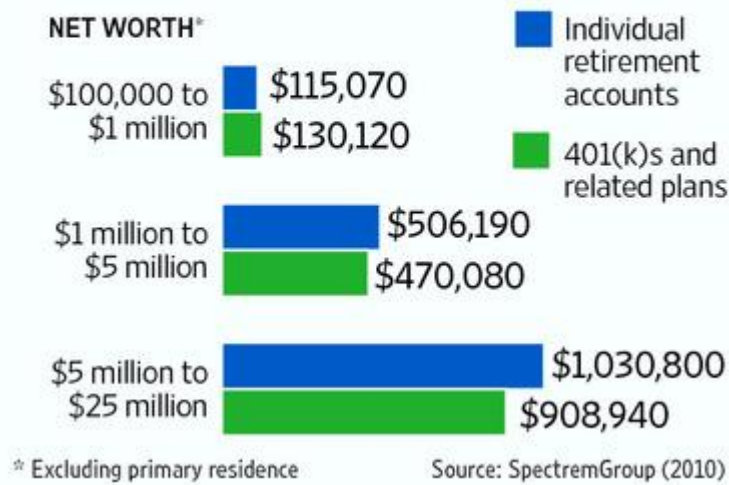 NET WORTH*
Individual
retirement
accounts
401(k)s and
related plans
$100,000 to
$1 million
$115,070
$130,120
$1 million to
$5 million
$506,190
$470,080
$5 million to
$25 million
$1,030,800
$908,940
* Excluding primary residence
Source: SpectremGroup (2010)